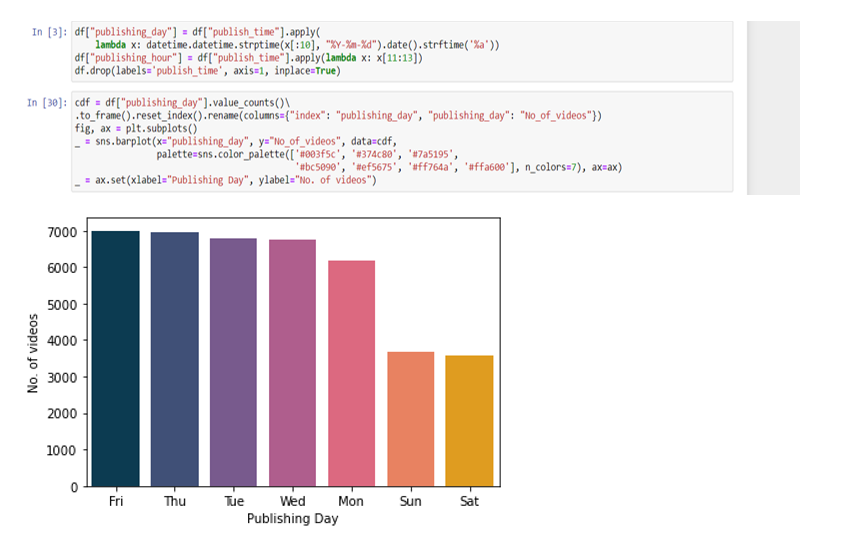 In [3]: df["publishing_day"] = df["publish_time"].apply(
lambda x: datetime.datetime.strptime(x[:10], "%Y-%m-%d").date().strftime('%a'))
df["publishing_hour"] = df["publish_time"].apply(lambda x: x[11:13])
df.drop(labels='publish_time', axis=1, inplace=True)
In [30]: cdf = df["publishing_day"].value_counts()\
.to_frame().reset_index().rename(columns={"index": "publishing_day", "publishing_day": "No_of_videos"})
fig, ax = plt.subplots()
_ = sns.barplot(x="publishing_day", y="No_of_videos", data=cdf,
palette=sns.color_palette(['#003f5c', '#374c80', '#7a5195',
'#bc5090', '#ef5675', '#ff764a', '#ffa600'], n_colors=7), ax=ax)
_ = ax.set(xlabel="Publishing Day", ylabel="No. of videos")
No. of videos
7000
6000
5000
4000
3000
2000
1000
0
Fri Thu Tue Wed Mon Sun Sat
Publishing Day